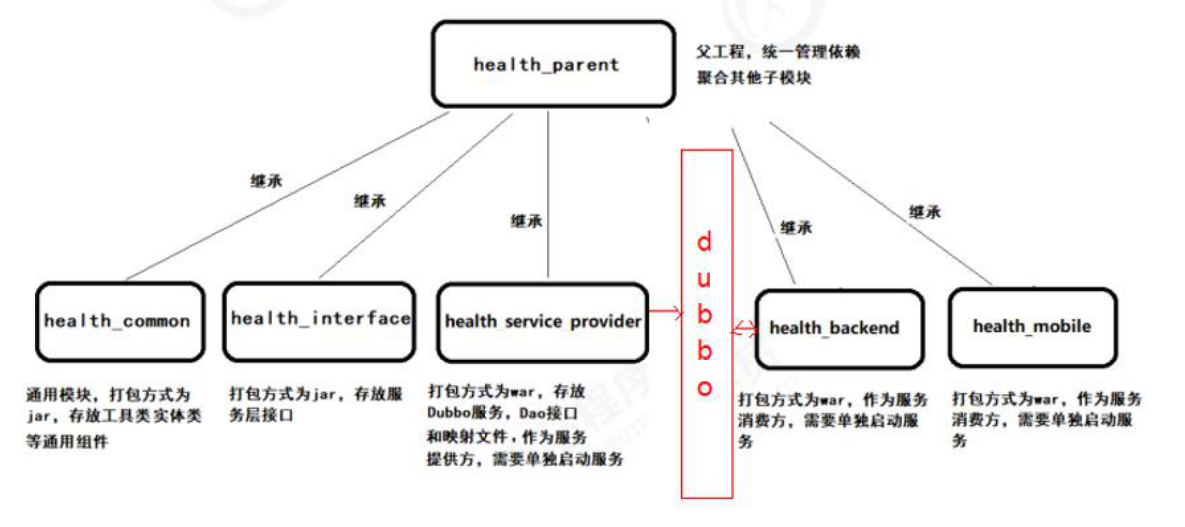 health_parent
父工程，统一管理依赖
聚合其他子模块
继承
继承
继承
继承
继承
d
u
b
b
o
health_common
health_interface
health service provider
health_backend
health_mobile
通用模块，打包方式为
jar，存放工具类实体类
等通用组件
打包方式为jar，存放服
务层接口
打包方式为war，存放
Dubbo服务，Dao接口
和映射文件，作为服务
提供方，需要单独启动服务
打包方式为war，作为服务
消费方，需要单独启动服
务
打包方式为war，作为服务
消费方，需要单独启动服
务